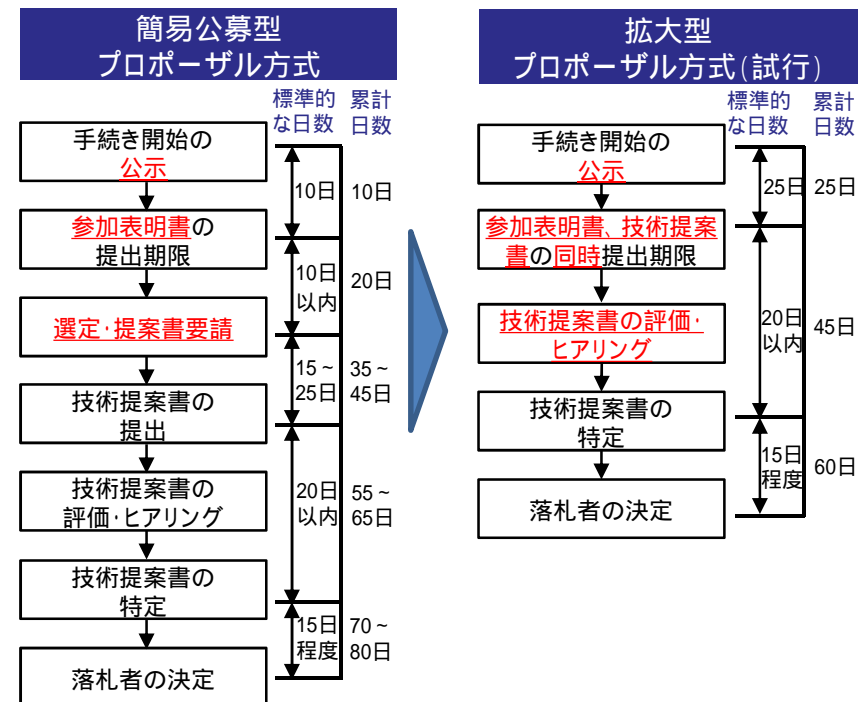 簡易公募型
プロポーザル方式
標準的
な日数
累計
日数
手続き開始の
公示
10日
10日
参加表明書の
提出期限
10日
以内
20日
選定・提案書要請
15～
25日
35～
45日
技術提案書の
提出
技術提案書の
評価・ヒアリング
20日
以内
55～
65日
技術提案書の
特定
15日
程度
70～
80日
落札者の決定
拡大型
プロポーザル方式(試行)
標準的
な日数
累計
日数
手続き開始の
公示
25日
25日
参加表明書、技術提案
書の同時提出期限
技術提案書の評価・
ヒアリング
20日
以内
45日
技術提案書の
特定
15日
程度
60日
落札者の決定